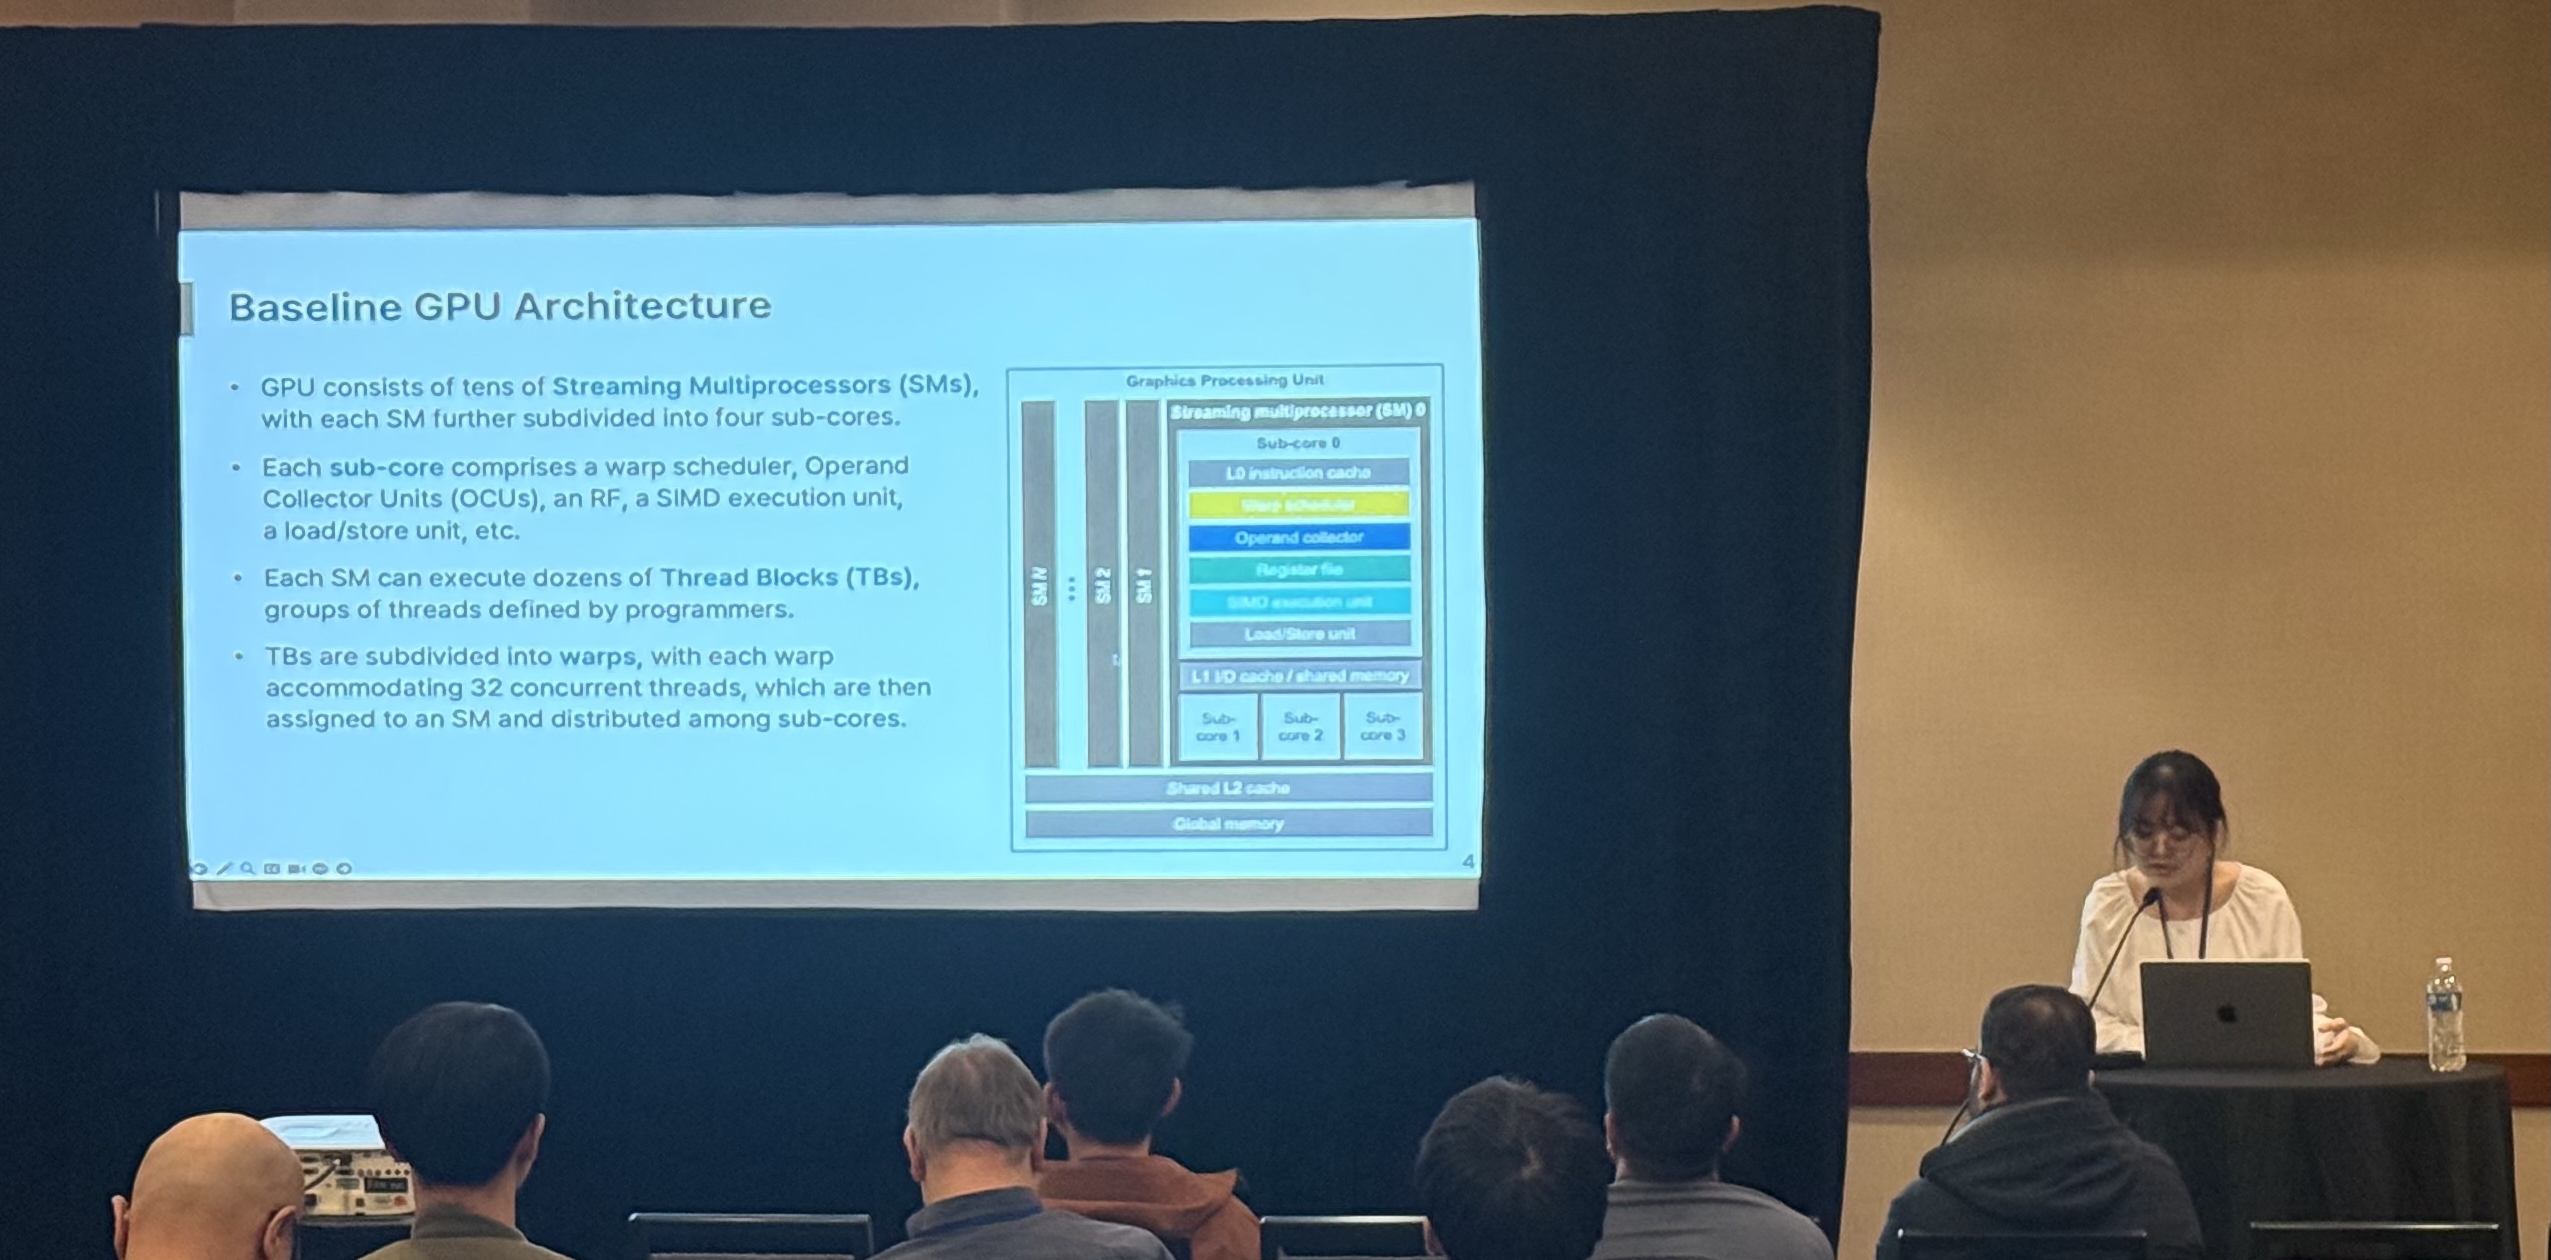 Baseline GPU Architecture
• GPU consists of tens of Streaming Multiprocessors (SMs),
with each SM further subdivided into four sub-cores.
• Each sub-core comprises a warp scheduler, Operand
Collector Units (OCUs), an RF, a SIMD execution unit,
a load/store unit, etc.
• Each SM can execute dozens of Thread Blocks (TBs),
groups of threads defined by programmers.
• TBs are subdivided into warps, with each warp
accommodating 32 concurrent threads, which are then
assigned to an SM and distributed among sub-cores.
Graphics Processing Unit
SM N
...
SM 2
SM 1
Streaming multiprocessor (SM) 0
Sub-core 0
L0 instruction cache
Warp scheduler
Operand collector
Register file
SIMD execution unit
Load/Store unit
L1 I/D cache / shared memory
Sub-
core 1
Sub-
core 2
Sub-
core 3
Shared L2 cache
Global memory
4